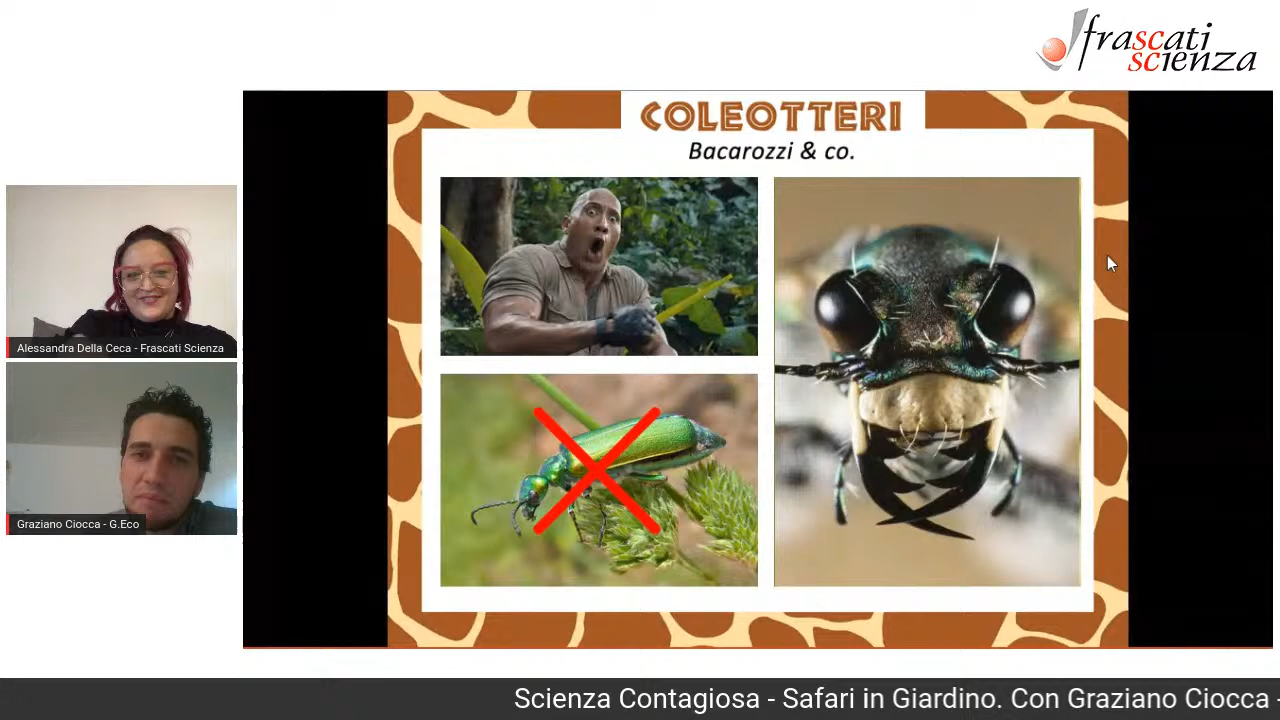 frascati
scienza
COLEOTTERI
Bacarozzi & co.
Alessandra Della Ceca - Frascati Scienza
Graziano Ciocca - G.Eco
Scienza Contagiosa - Safari in Giardino. Con Graziano Ciocca -